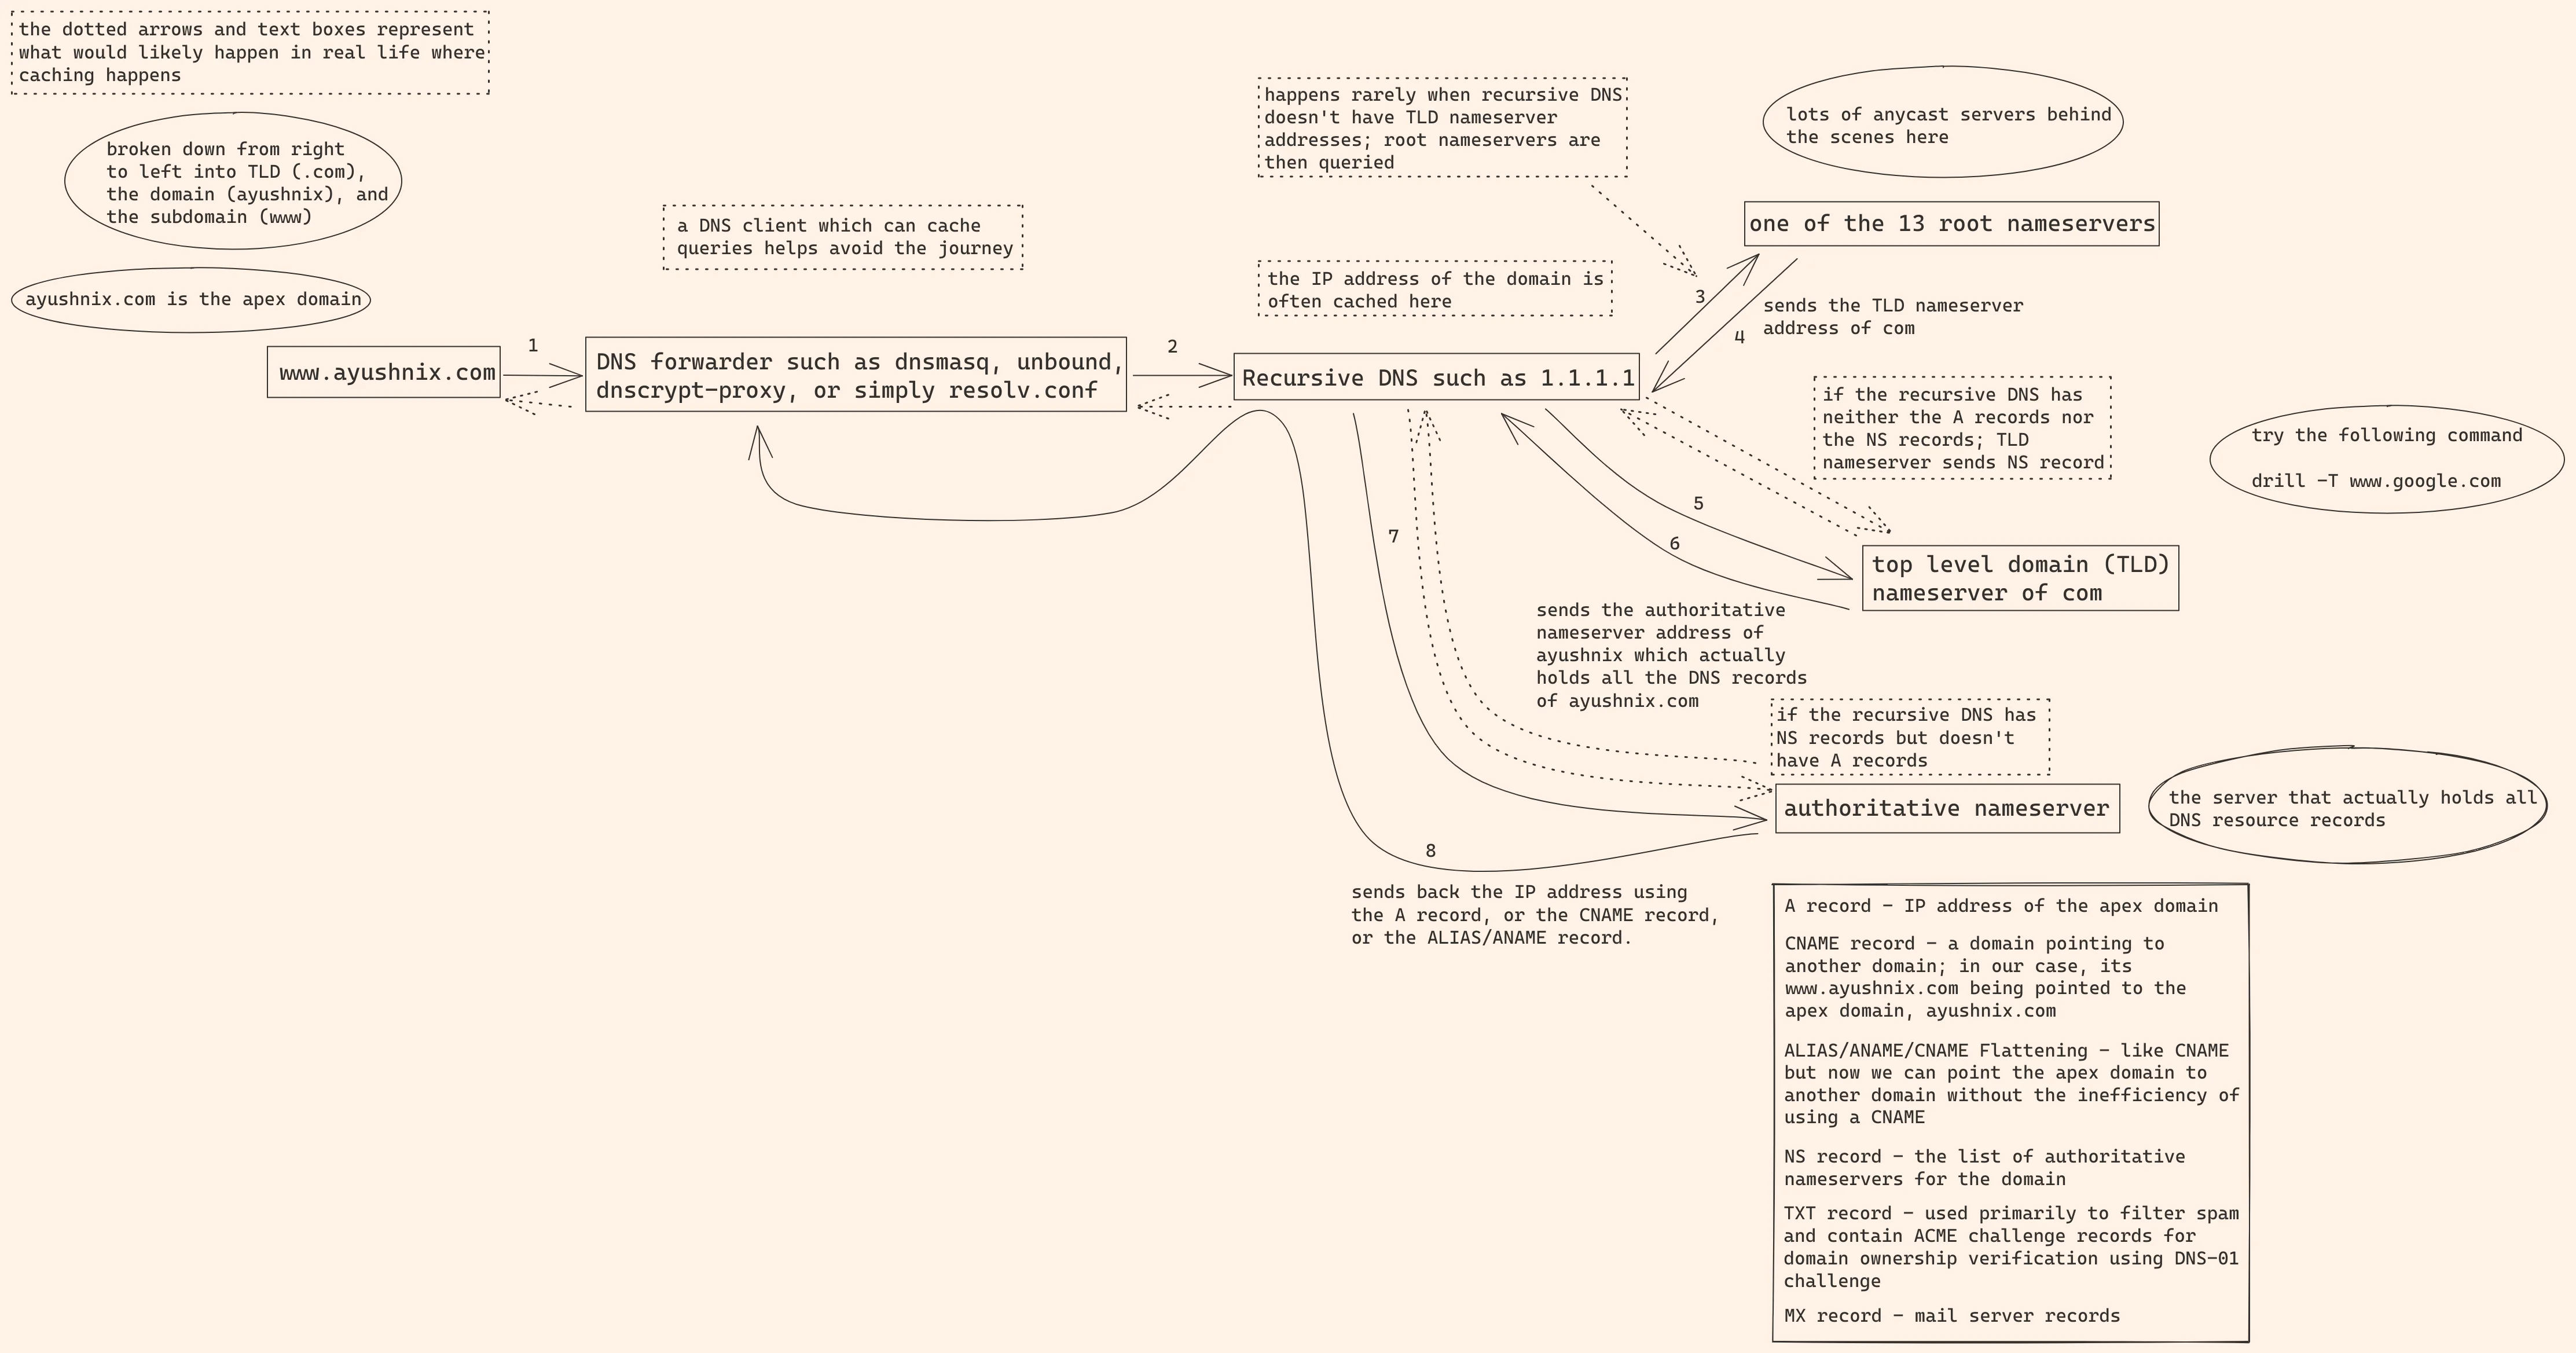 the dotted arrows and text boxes represent
what would likely happen in real life where
caching happens
broken down from right
to left into TLD (.com),
the domain (ayushnix), and
the subdomain (www)
ayushnix.com is the apex domain
www.ayushnix.com
1
a DNS client which can cache
queries helps avoid the journey
DNS forwarder such as dnsmasq, unbound,
dnscrypt-proxy, or simply resolv.conf
2
happens rarely when recursive DNS
doesn't have TLD nameserver
addresses; root nameservers are
then queried
the IP address of the domain is
often cached here
Recursive DNS such as 1.1.1.1
lots of anycast servers behind
the scenes here
one of the 13 root nameservers
3
4
sends the TLD nameserver
address of com
if the recursive DNS has
neither the A records nor
the NS records; TLD
nameserver sends NS record
try the following command
drill -T www.google.com
5
6
top level domain (TLD)
nameserver of com
7
sends the authoritative
nameserver address of
ayushnix which actually
holds all the DNS records
of ayushnix.com
if the recursive DNS has
NS records but doesn't
have A records
authoritative nameserver
the server that actually holds all
DNS resource records
8
sends back the IP address using
the A record, or the CNAME record,
or the ALIAS/ANAME record.
A record - IP address of the apex domain
CNAME record - a domain pointing to
another domain; in our case, its
www.ayushnix.com being pointed to the
apex domain, ayushnix.com
ALIAS/ANAME/CNAME Flattening - like CNAME
but now we can point the apex domain to
another domain without the inefficiency of
using a CNAME
NS record - the list of authoritative
nameservers for the domain
TXT record - used primarily to filter spam
and contain ACME challenge records for
domain ownership verification using DNS-01
challenge
MX record - mail server records